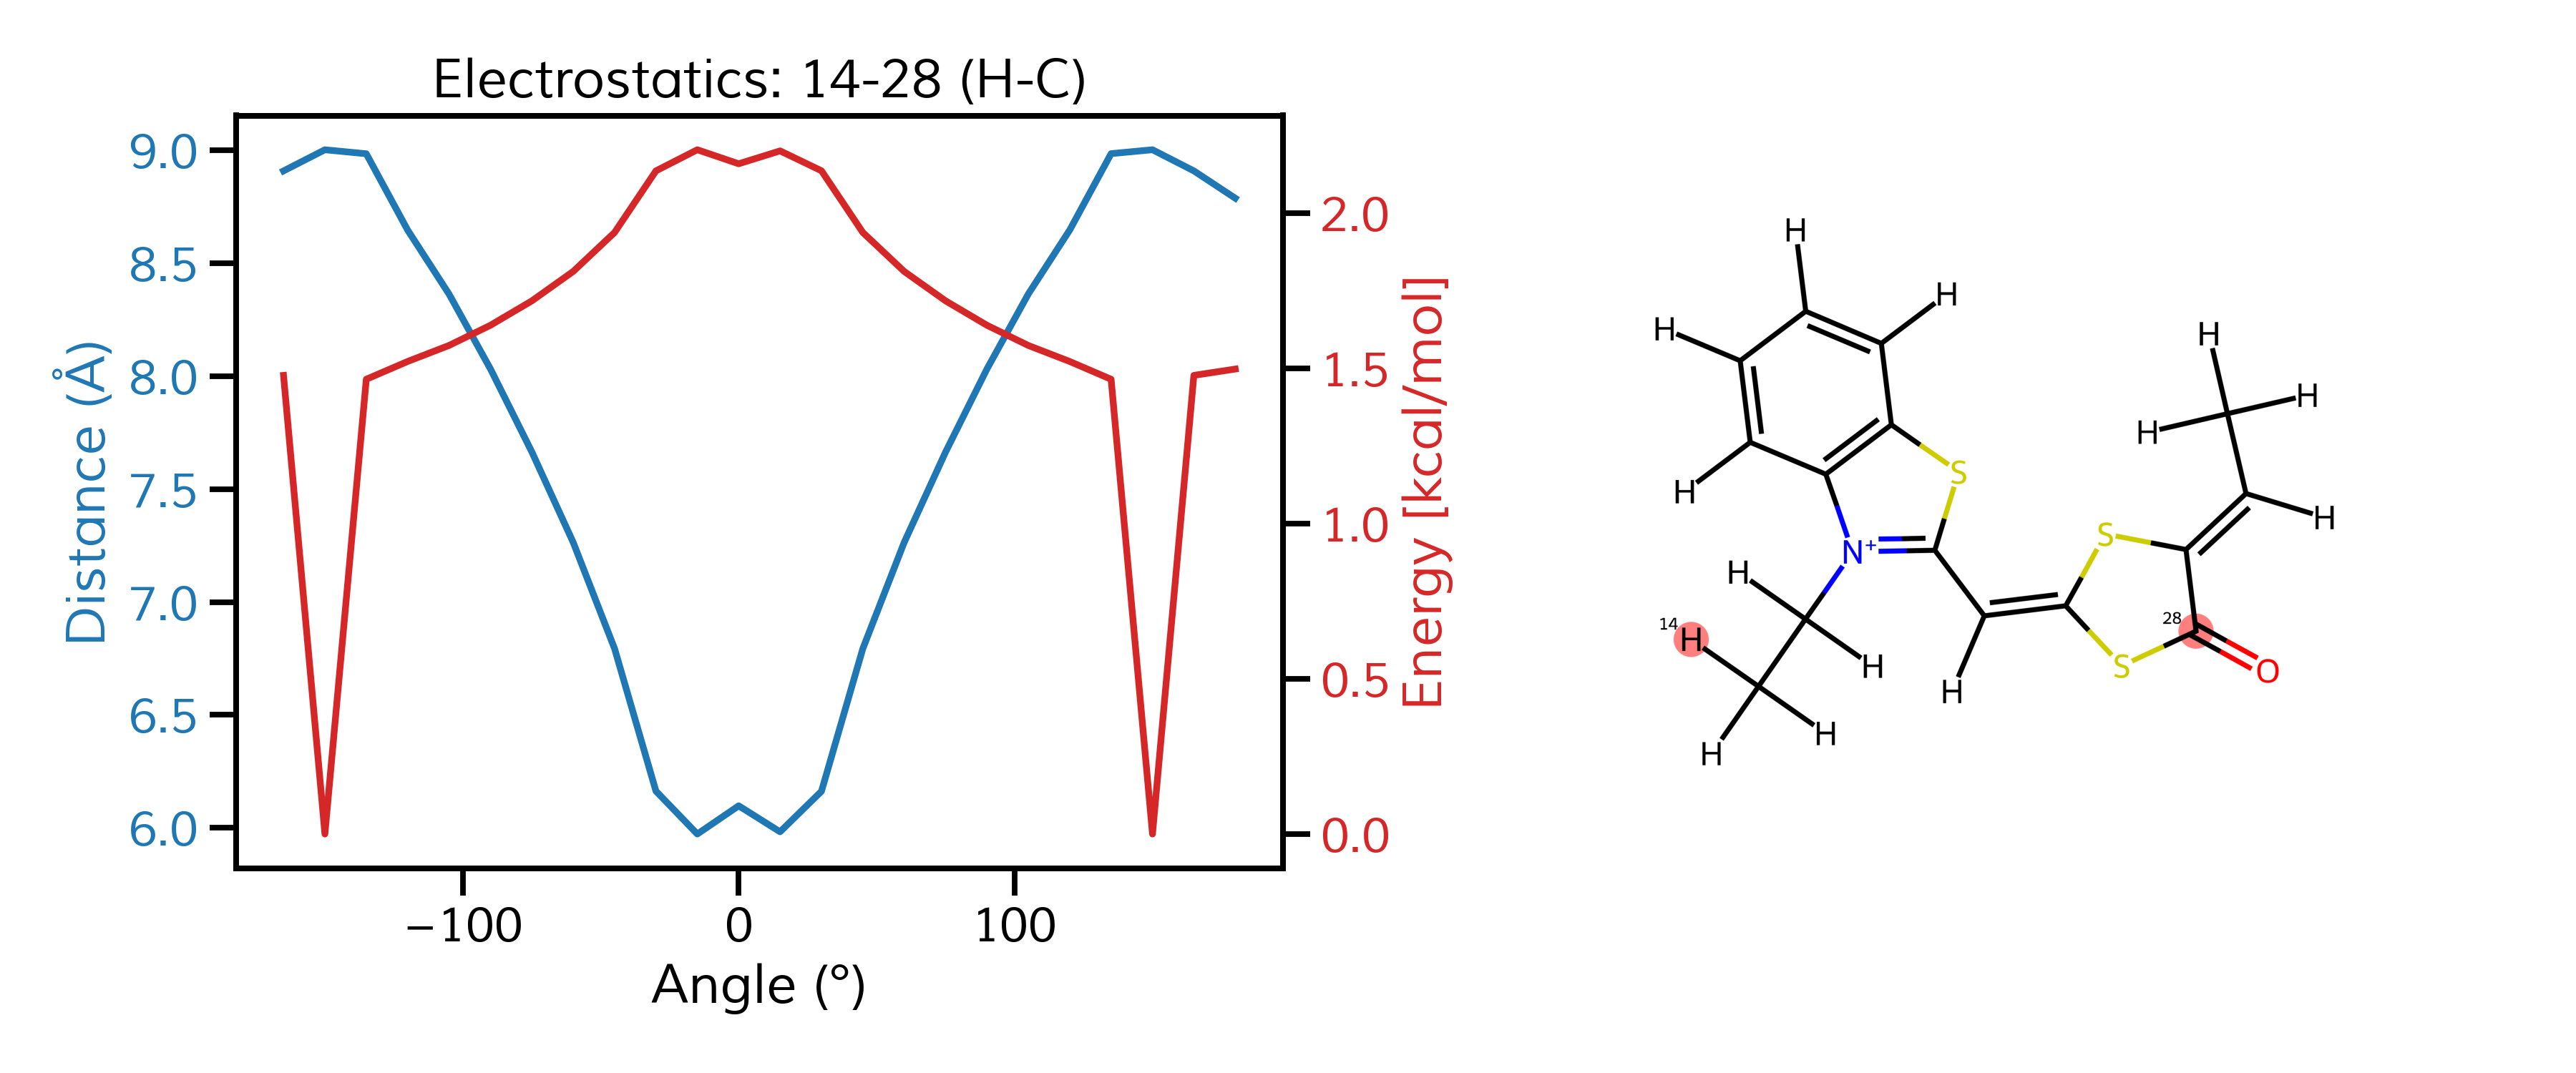 Electrostatics: 14-28 (H-C)
Distance (Å)
9.0
8.5
8.0
7.5
7.0
6.5
6.0
−100
0
100
Angle (°)
2.0
1.5
1.0
0.5
0.0
Energy [kcal/mol]
H
H
H
H
H
H
H
S
H
H
S
N+
H
14
H
28
H
S
O
H
H
H